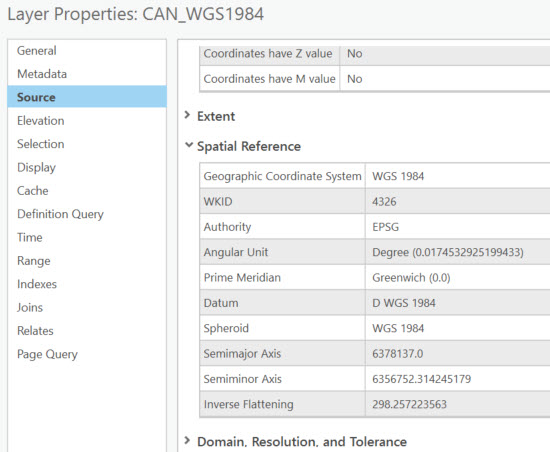 Layer Properties: CAN_WGS1984
General
Metadata
Source
Elevation
Selection
Display
Cache
Definition Query
Time
Range
Indexes
Joins
Relates
Page Query
Coordinates have Z value No
Coordinates have M value No
Extent
Spatial Reference
Geographic Coordinate System WGS 1984
WKID 4326
Authority EPSG
Angular Unit Degree (0.0174532925199433)
Prime Meridian Greenwich (0.0)
Datum D WGS 1984
Spheroid WGS 1984
Semimajor Axis 6378137.0
Semiminor Axis 6356752.314245179
Inverse Flattening 298.257223563
Domain, Resolution, and Tolerance